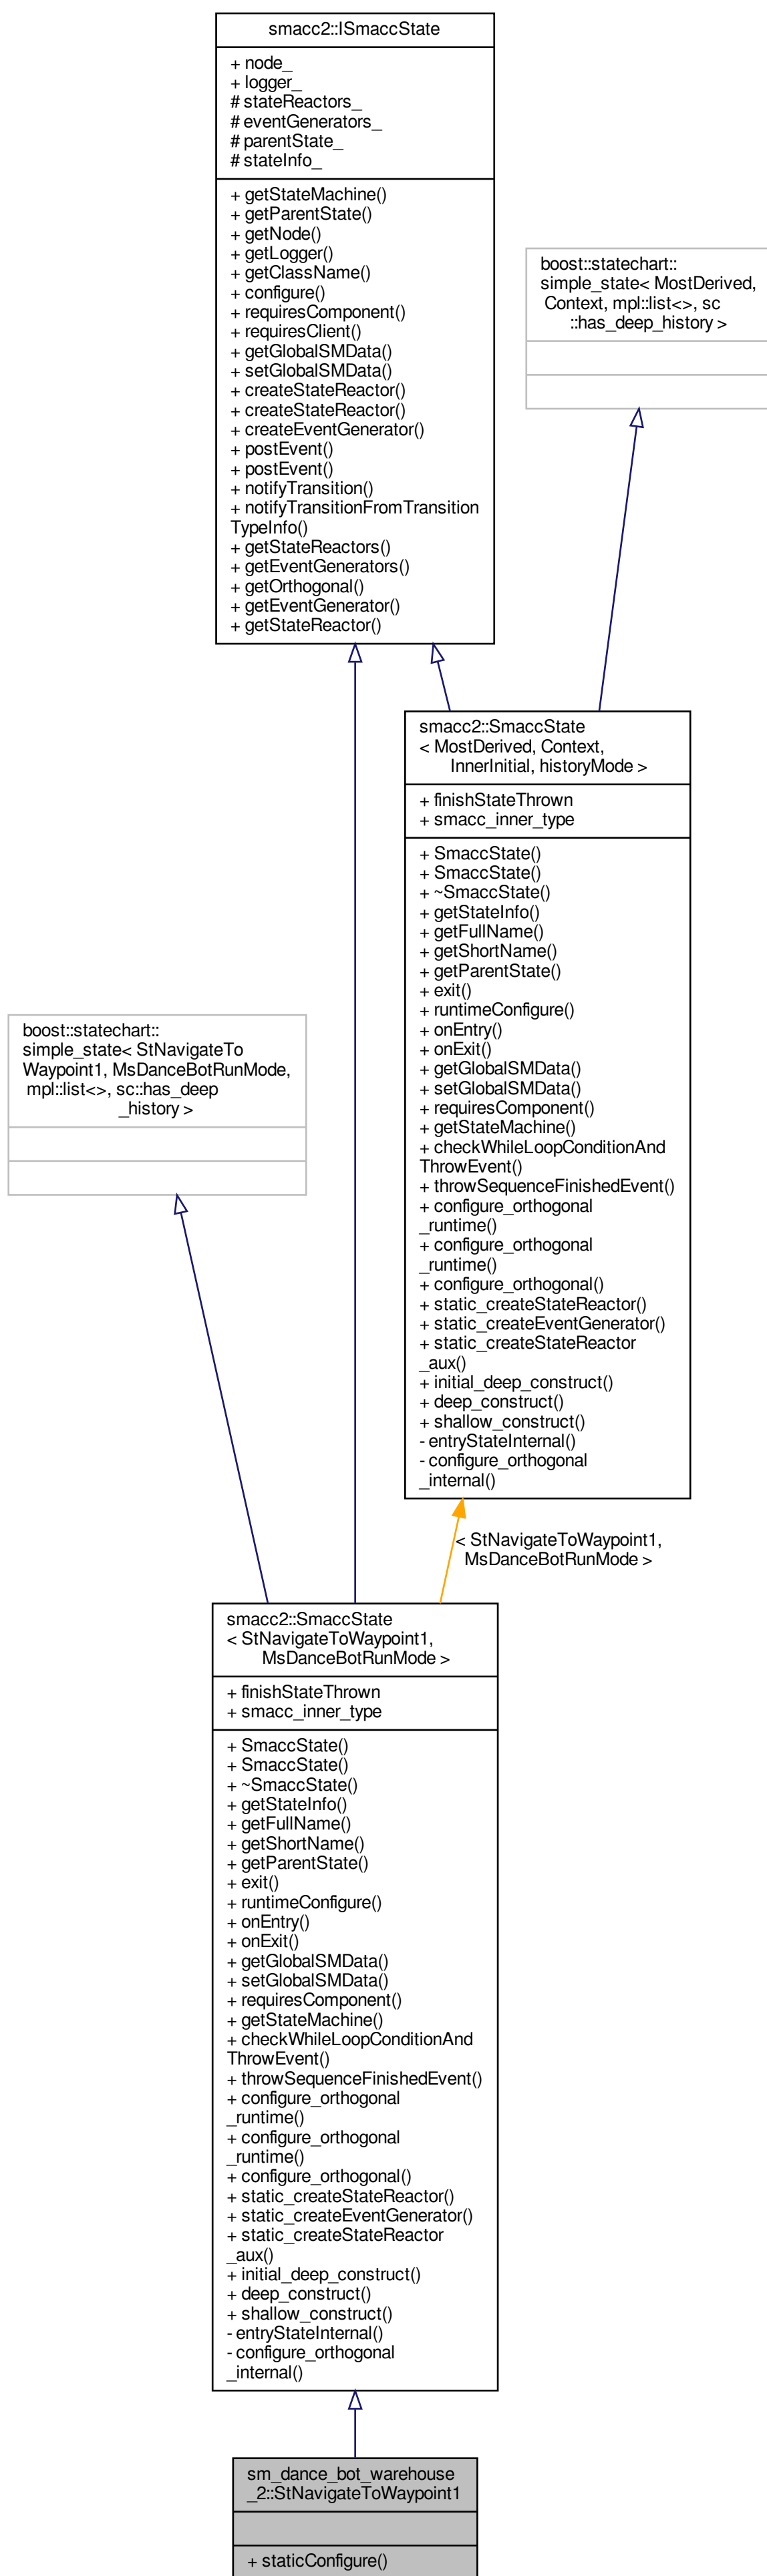 smacc2::ISmaccState
+ node_
+ logger_
# stateReactors_
# eventGenerators_
# parentState_
# stateInfo_
+ getStateMachine()
+ getParentState()
+ getNode()
+ getLogger()
+ getClassName()
+ configure()
+ requiresComponent()
+ requiresClient()
+ getGlobalSMData()
+ setGlobalSMData()
+ createStateReactor()
+ createStateReactor()
+ createEventGenerator()
+ postEvent()
+ postEvent()
+ notifyTransition()
+ notifyTransitionFromTransition
TypeInfo()
+ getStateReactors()
+ getEventGenerators()
+ getOrthogonal()
+ getEventGenerator()
+ getStateReactor()
boost::statechart::
simple_state< MostDerived,
Context, mpl::list<>, sc
::has_deep_history >
smacc2::SmaccState
< MostDerived, Context,
InnerInitial, historyMode >
+ finishStateThrown
+ smacc_inner_type
+ SmaccState()
+ SmaccState()
+ ~SmaccState()
+ getStateInfo()
+ getFullName()
+ getShortName()
+ getParentState()
+ exit()
+ runtimeConfigure()
+ onEntry()
+ onExit()
+ getGlobalSMData()
+ setGlobalSMData()
+ requiresComponent()
+ getStateMachine()
+ checkWhileLoopConditionAnd
ThrowEvent()
+ throwSequenceFinishedEvent()
+ configure_orthogonal
_runtime()
+ configure_orthogonal
_runtime()
+ configure_orthogonal()
+ static_createStateReactor()
+ static_createEventGenerator()
+ static_createStateReactor
_aux()
+ initial_deep_construct()
+ deep_construct()
+ shallow_construct()
- entryStateInternal()
- configure_orthogonal
_internal()
boost::statechart::
simple_state< StNavigateTo
Waypoint1, MsDanceBotRunMode,
mpl::list<>, sc::has_deep
_history >
< StNavigateToWaypoint1,
MsDanceBotRunMode >
smacc2::SmaccState
< StNavigateToWaypoint1,
MsDanceBotRunMode >
+ finishStateThrown
+ smacc_inner_type
+ SmaccState()
+ SmaccState()
+ ~SmaccState()
+ getStateInfo()
+ getFullName()
+ getShortName()
+ getParentState()
+ exit()
+ runtimeConfigure()
+ onEntry()
+ onExit()
+ getGlobalSMData()
+ setGlobalSMData()
+ requiresComponent()
+ getStateMachine()
+ checkWhileLoopConditionAnd
ThrowEvent()
+ throwSequenceFinishedEvent()
+ configure_orthogonal
_runtime()
+ configure_orthogonal
_runtime()
+ configure_orthogonal()
+ static_createStateReactor()
+ static_createEventGenerator()
+ static_createStateReactor
_aux()
+ initial_deep_construct()
+ deep_construct()
+ shallow_construct()
- entryStateInternal()
- configure_orthogonal
_internal()
sm_dance_bot_warehouse
_2::StNavigateToWaypoint1
+ staticConfigure()